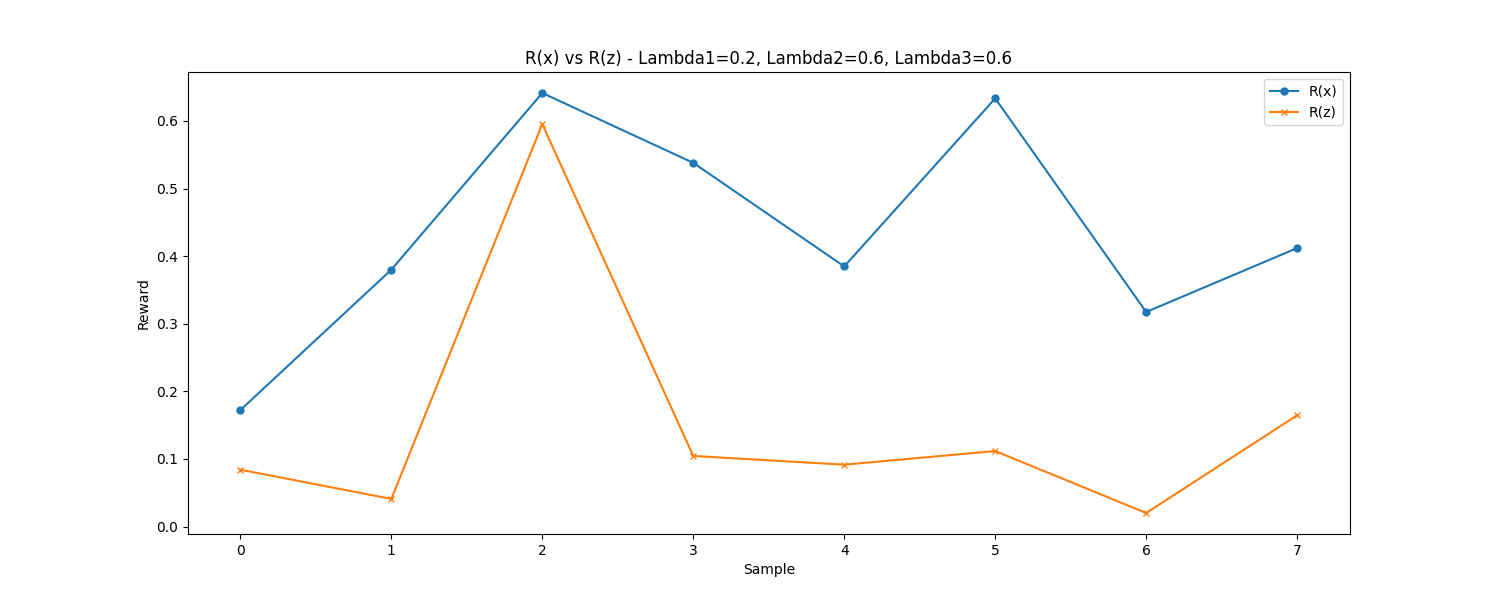 R(x) vs R(z) - Lambda1=0.2, Lambda2=0.6, Lambda3=0.6
R(x)
R(z)
Reward
0.6
0.5
0.4
0.3
0.2
0.1
0.0
0 1 2 3 4 5 6 7
Sample